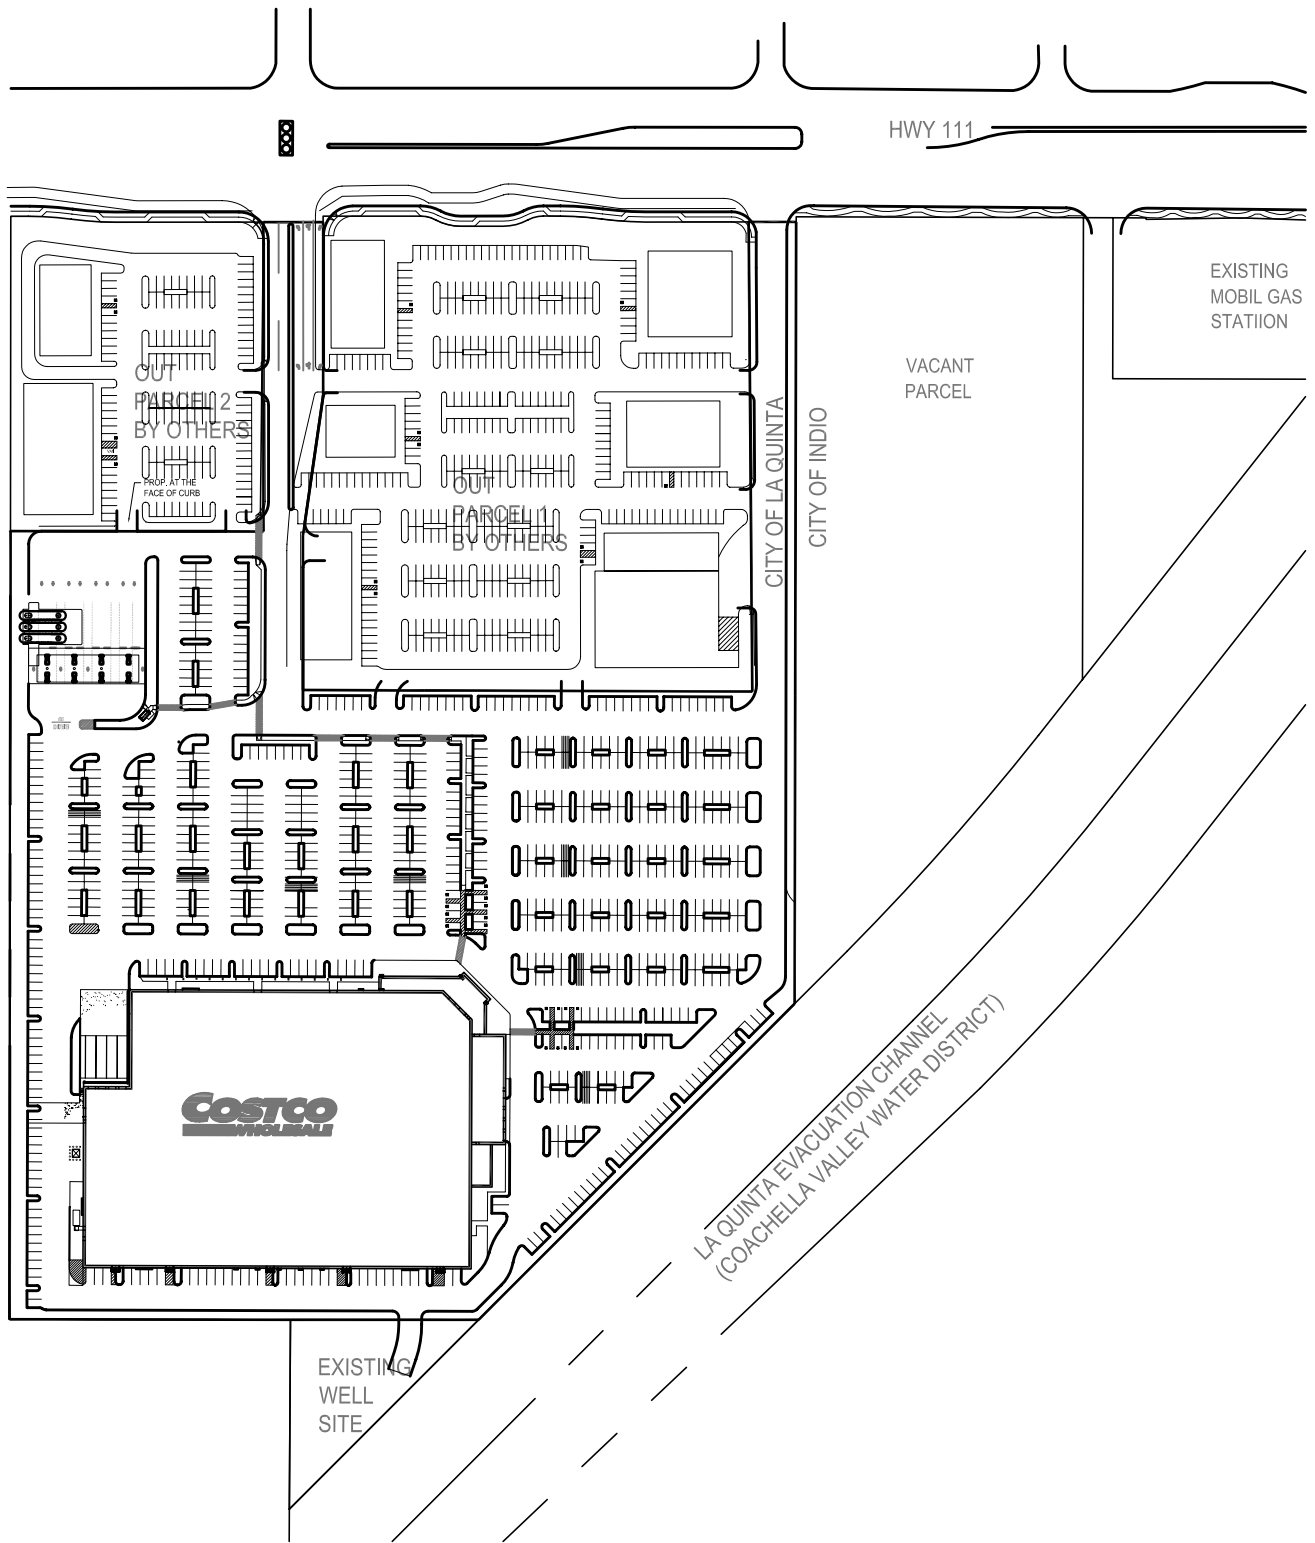 HWY 111
EXISTING
MOBIL GAS
STATIION
VACANT
PARCEL
OUT
PARCEL 2
BY OTHERS
PROP. AT THE
FACE OF CURB
OUT
PARCEL 1
BY OTHERS
CITY OF LA QUINTA
CITY OF INDIO
COSTCO
WHOLESALE
LA QUINTA EVACUATION CHANNEL
(COACHELLA VALLEY WATER DISTRICT)
EXISTING
WELL
SITE